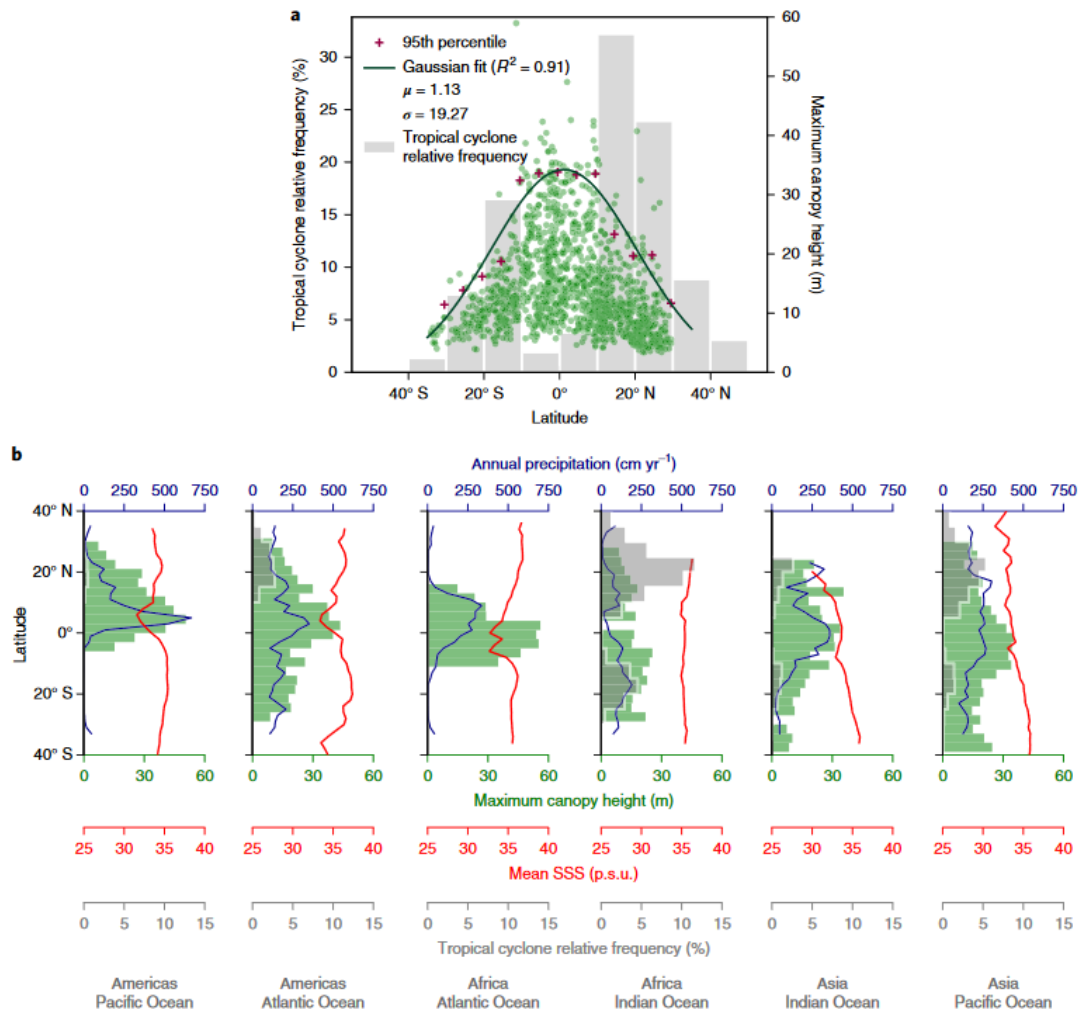 a
95th percentile
Gaussian fit (R² = 0.91)
μ = 1.13
σ = 19.27
Tropical cyclone
relative frequency
Tropical cyclone relative frequency (%)
30
25
20
15
10
5
0
60
50
40
30
20
10
0
Maximum canopy height (m)
40° S 20° S 0° 20° N 40° N
Latitude
b
Annual precipitation (cm yr⁻¹)
0 250 500 750 0 250 500 750 0 250 500 750 0 250 500 750 0 250 500 750 0 250 500 750
40° N
20° N
0°
20° S
40° S
Latitude
0 30 60 0 30 60 0 30 60 0 30 60 0 30 60 0 30 60
Maximum canopy height (m)
25 30 35 40 25 30 35 40 25 30 35 40 25 30 35 40 25 30 35 40 25 30 35 40
Mean SSS (p.s.u.)
0 5 10 15 0 5 10 15 0 5 10 15 0 5 10 15 0 5 10 15 0 5 10 15
Tropical cyclone relative frequency (%)
Americas Americas Africa Africa Asia Asia
Pacific Ocean Atlantic Ocean Atlantic Ocean Indian Ocean Indian Ocean Pacific Ocean